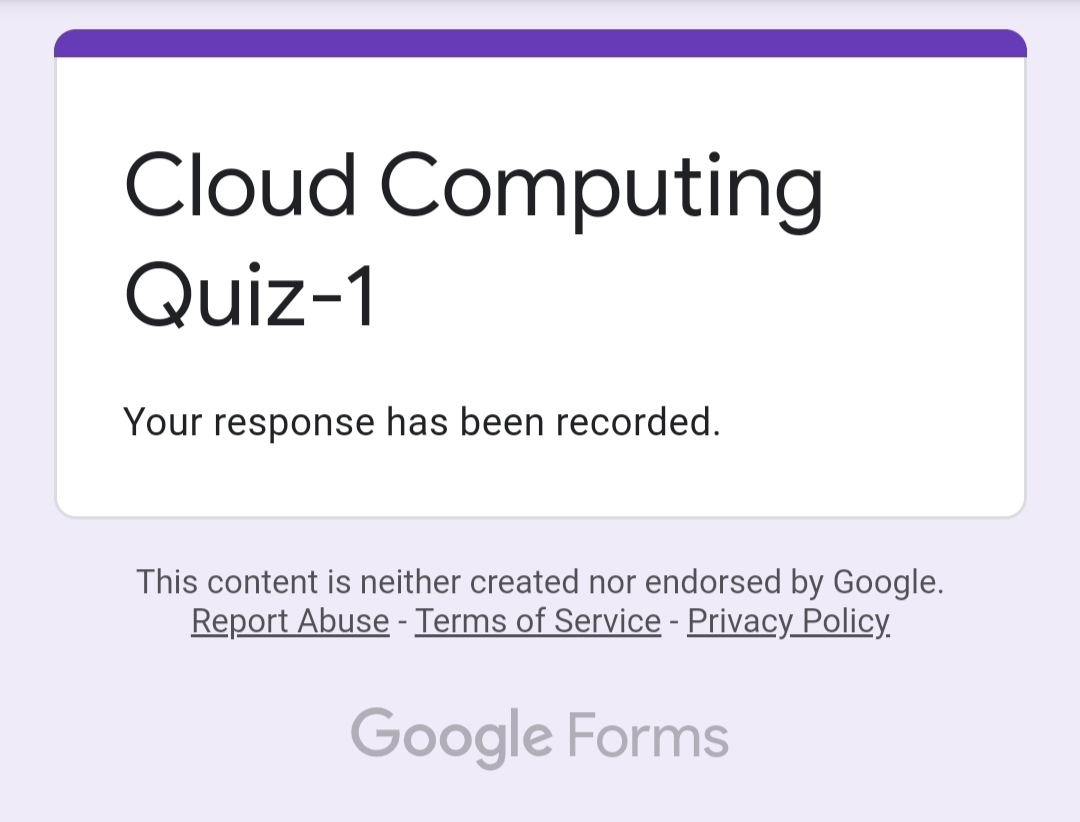 Cloud Computing
Quiz-1
Your response has been recorded.
This content is neither created nor endorsed by Google.
Report Abuse - Terms of Service - Privacy Policy
Google Forms